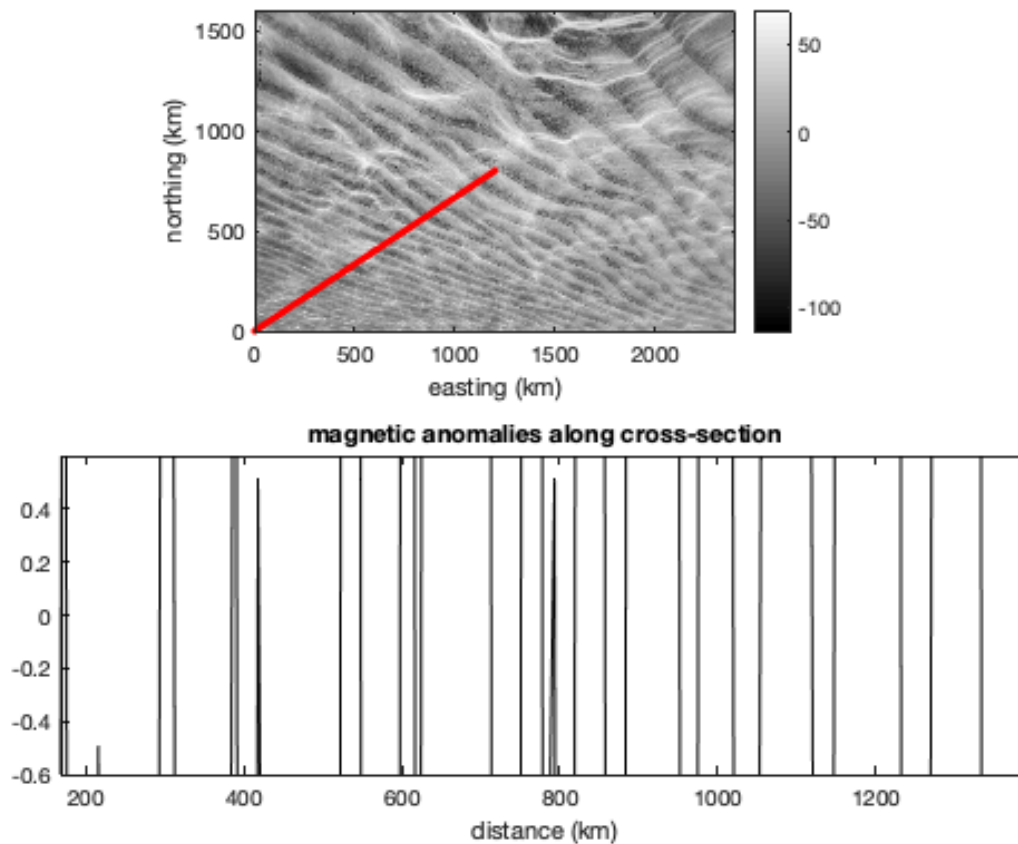 1500
1000
500
0
northing (km)
0 500 1000 1500 2000
easting (km)
50
0
-50
-100
magnetic anomalies along cross-section
0.4
0.2
0
-0.2
-0.4
-0.6
200 400 600 800 1000 1200
distance (km)